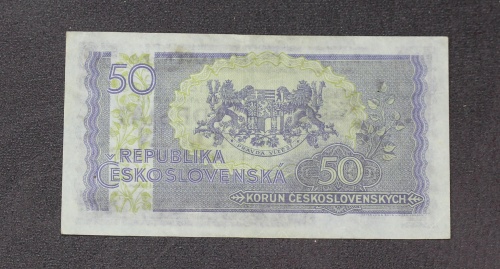 50
PRAVDA VÍTĚZÍ
REPUBLIKA
ČESKOSLOVENSKÁ
50
KORUN ČESKOSLOVENSKÝCH